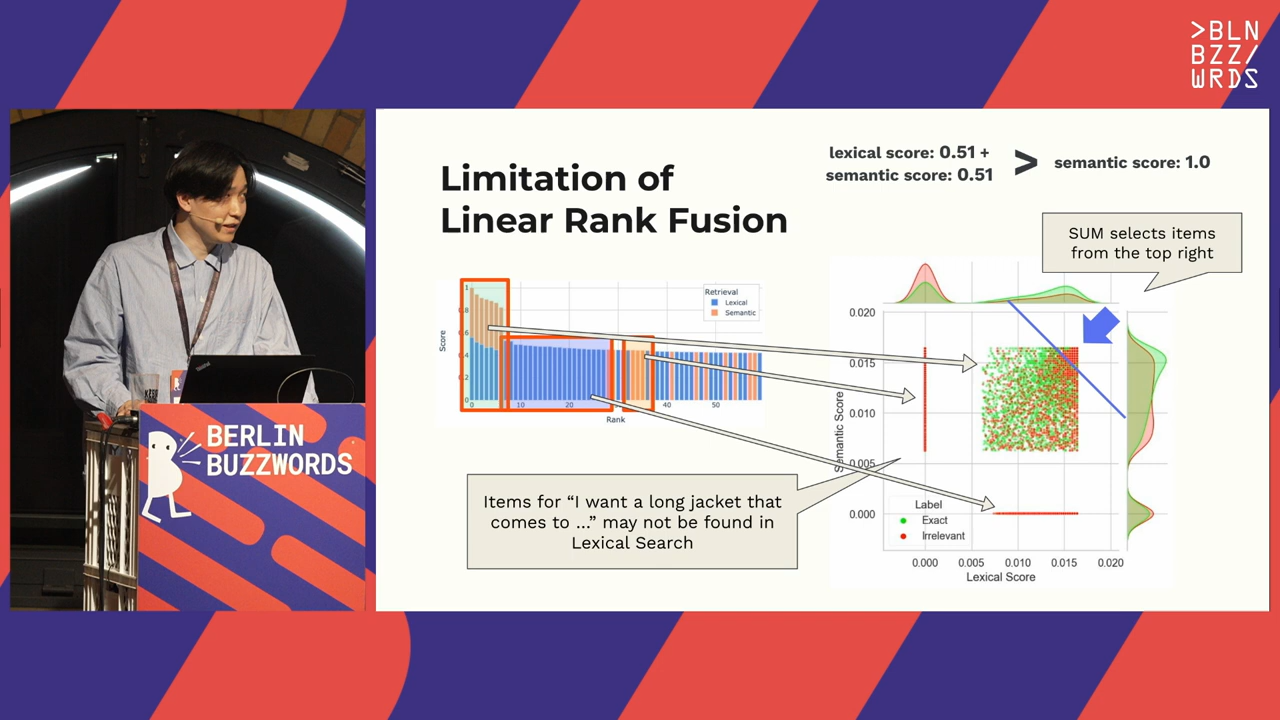 >BLN
BZZ/
WRDS
Limitation of
Linear Rank Fusion
lexical score: 0.51 +
semantic score: 0.51
>
semantic score: 1.0
SUM selects items
from the top right
Retrieval
Lexical
Semantic
Score
1
0
10
20
40
50
Rank
0.020
0.015
0.010
0.005
0.000
Semantic Score
Label
Exact
Irrelevant
0.000 0.005 0.010 0.015 0.020
Lexical Score
Items for “I want a long jacket that
comes to ...” may not be found in
Lexical Search
BERLIN
BUZZWORDS